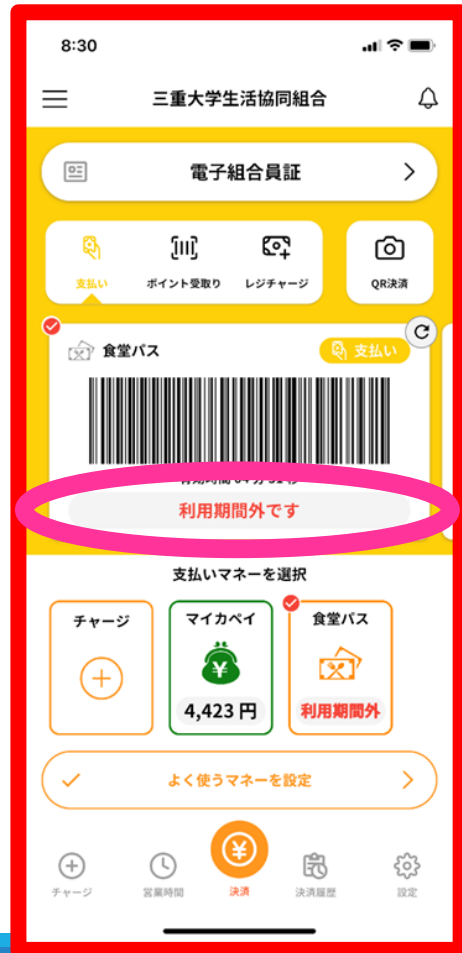 8:30
三重大学生活協同組合
電子組合員証
支払い
ポイント受取り
レジチャージ
QR決済
食堂パス
支払い
利用期間外です
支払いマネーを選択
チャージ
マイカペイ
4,423 円
食堂パス
利用期間外
よく使うマネーを設定
チャージ
営業時間
決済
決済履歴
設定